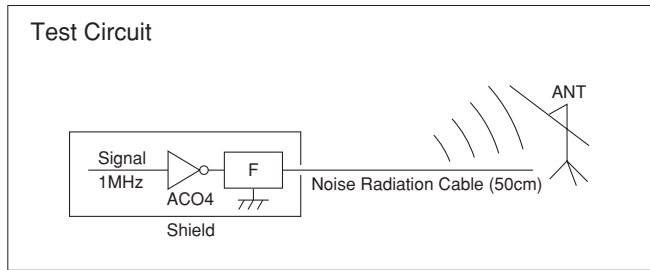 Test Circuit
ANT
Signal
1MHz
F
ACO4
Noise Radiation Cable (50cm)
Shield